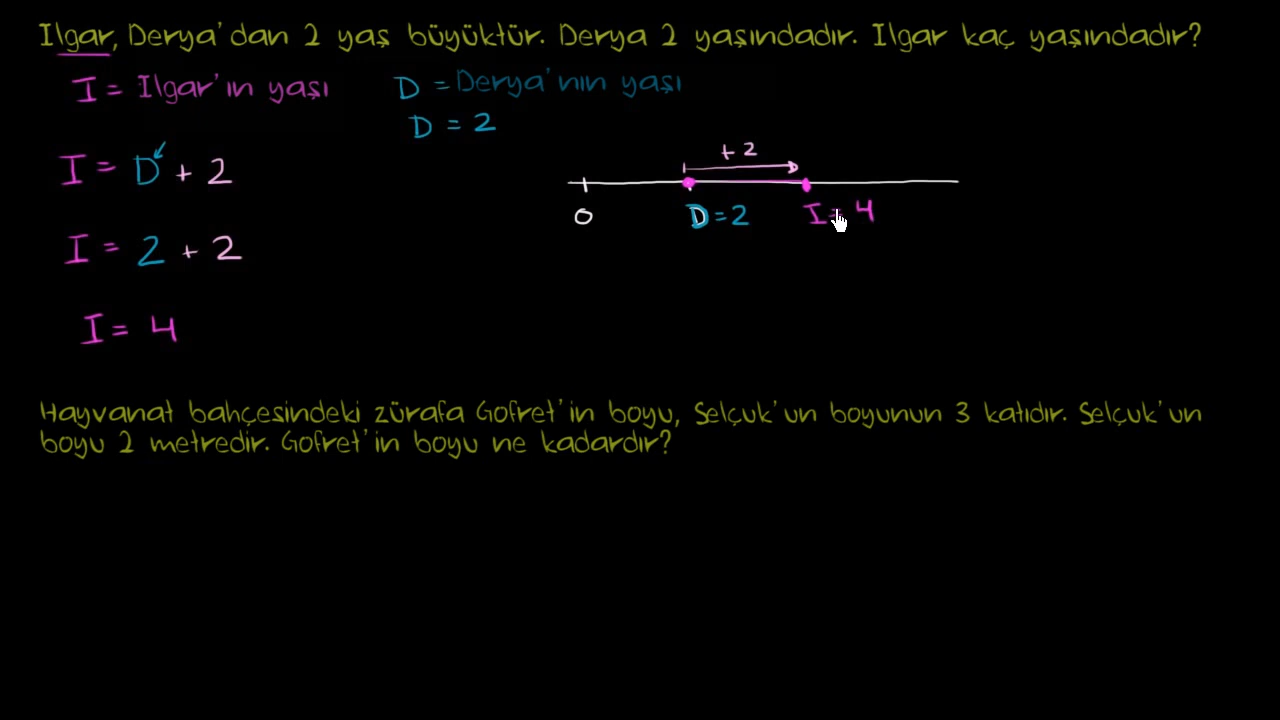 Ilgar, Derya'dan 2 yaş büyüktür. Derya 2 yaşındadır. Ilgar kaç yaşındadır?
I = Ilgar'ın yaşı
D = Derya'nın yaşı
D = 2
I = D + 2
+2
0
D = 2
I = 4
I = 2 + 2
I = 4
Hayvanat bahçesindeki zürafa Gofret'in boyu, Selçuk'un boyunun 3 katıdır. Selçuk'un
boyu 2 metredir. Gofret'in boyu ne kadardır?